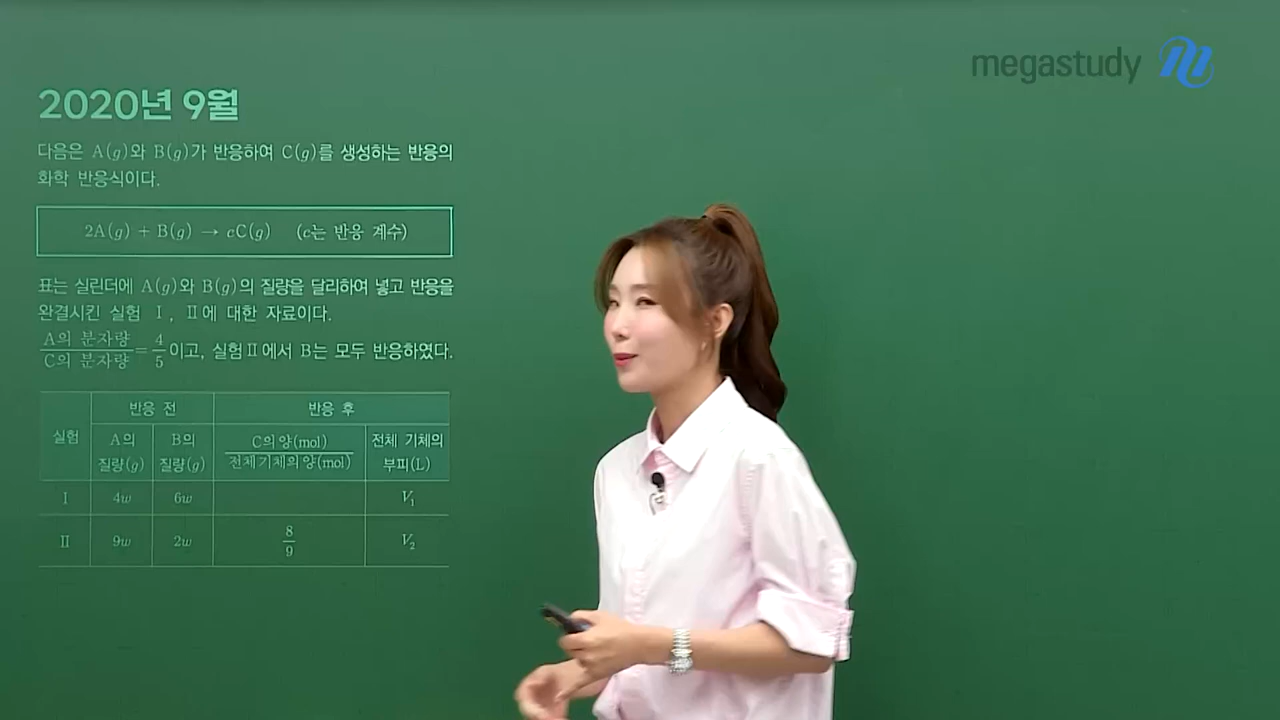 megastudy
2020년 9월
다음은 A(g)와 B(g)가 반응하여 C(g)를 생성하는 반응의
화학 반응식이다.
2A(g) + B(g) → cC(g) (c는 반응 계수)
표는 실린더에 A(g)와 B(g)의 질량을 달리하여 넣고 반응을
완결시킨 실험 Ⅰ, Ⅱ에 대한 자료이다.
A의 분자량/C의 분자량 = 4/5 이고, 실험Ⅱ에서 B는 모두 반응하였다.
실험 반응 전 반응 후
A의 질량(g) B의 질량(g) C의 양(mol)/전체 기체의 양(mol) 전체 기체의 부피(L)
Ⅰ 4w 6w V₁
Ⅱ 9w 2w 8/9 V₂